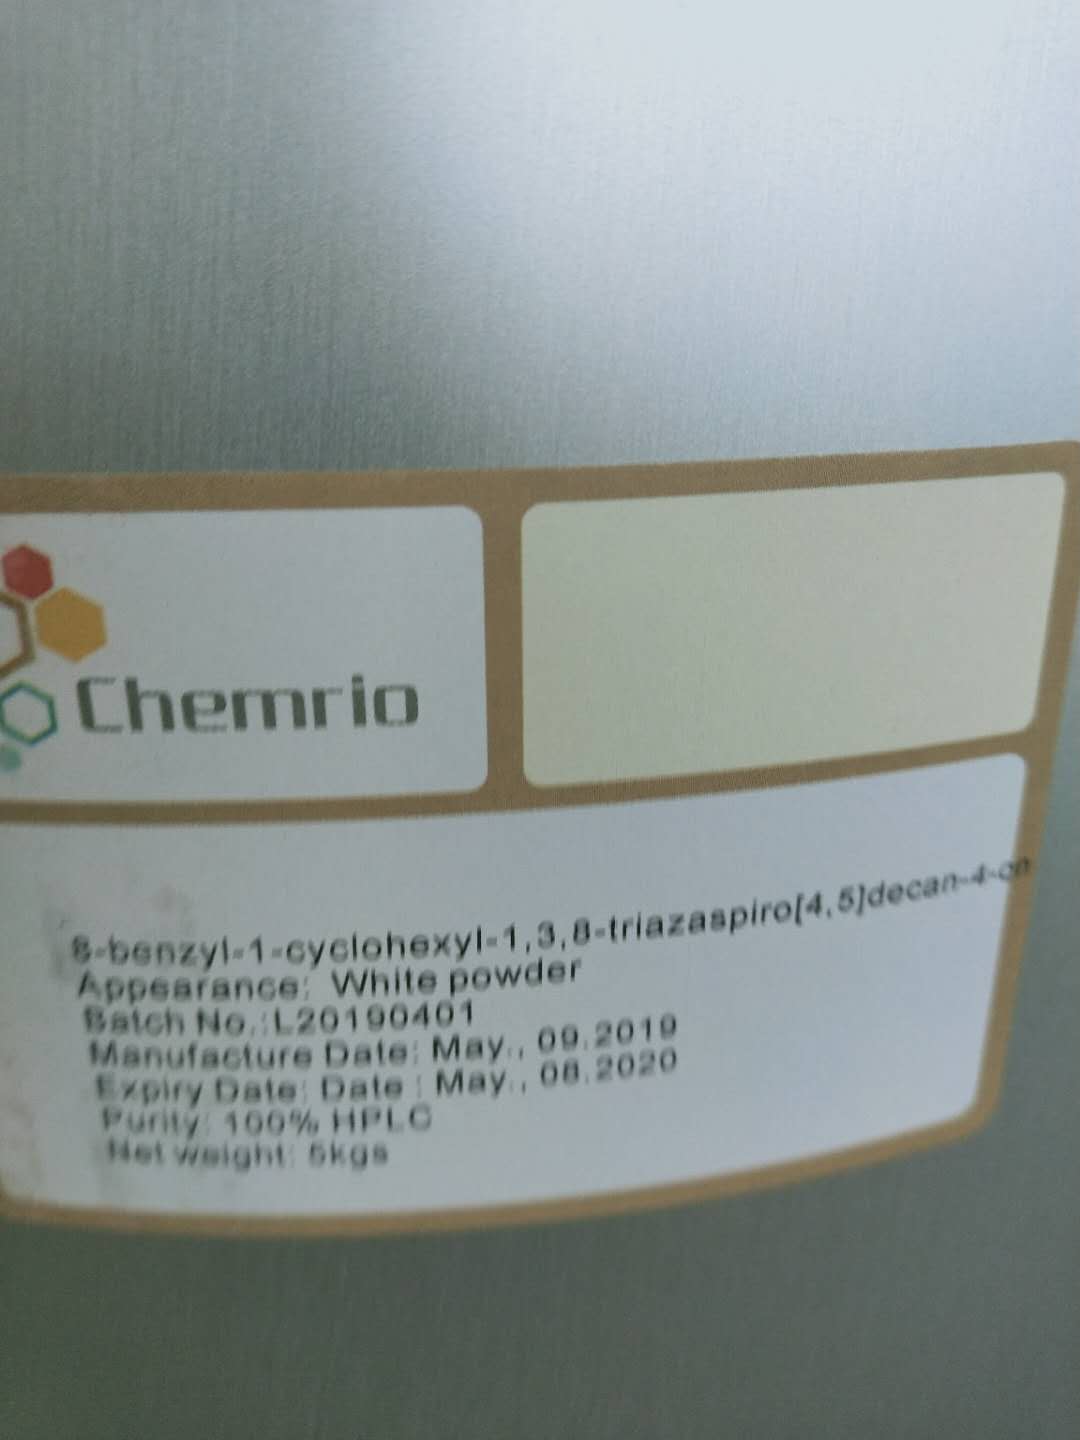 Chemrio
8-benzyl-1-cyclohexyl-1,3,8-triazaspiro[4,5]decan-4-on
Appearance: White powder
Batch No.:L20190401
Manufacture Date: May., 09.2019
Expiry Date: Date : May., 08.2020
Purity: 100% HPLC
Net weight: 5kgs